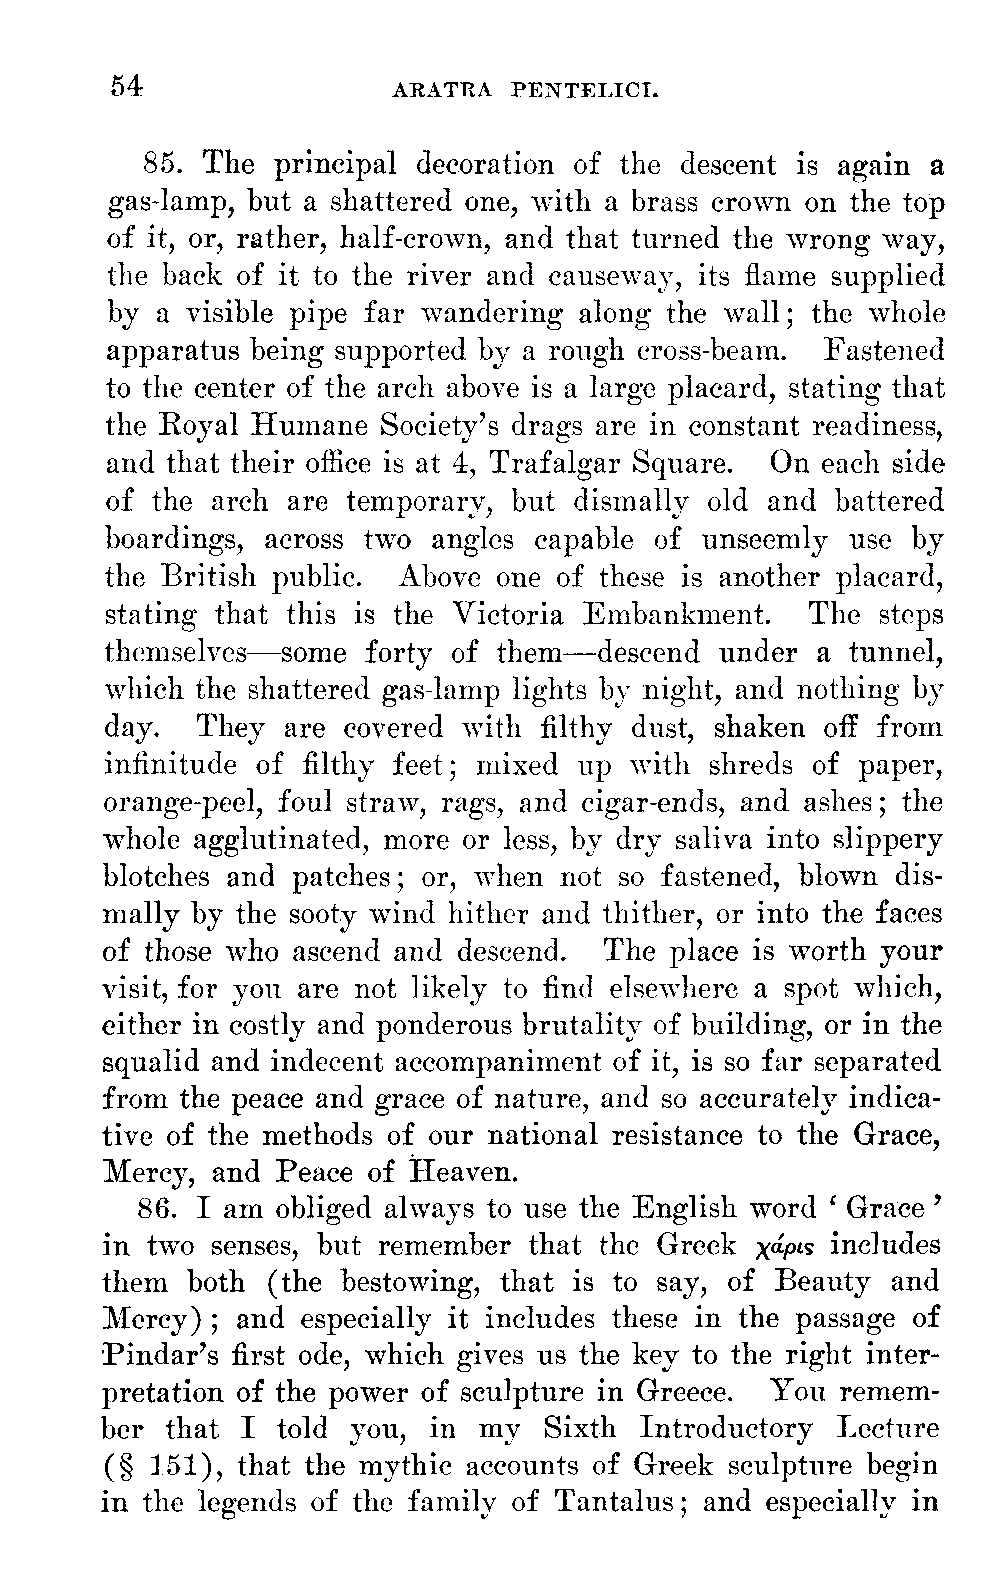 54 ARATRA PENTELICI.
85. The principal decoration of the descent is again a
gas-lamp, but a shattered one, with a brass crown on the top
of it, or, rather, half-crown, and that turned the wrong way,
the back of it to the river and causeway, its flame supplied
by a visible pipe far wandering along the wall; the whole
apparatus being supported by a rough cross-beam. Fastened
to the center of the arch above is a large placard, stating that
the Royal Humane Society’s drags are in constant readiness,
and that their office is at 4, Trafalgar Square. On each side
of the arch are temporary, but dismally old and battered
boardings, across two angles capable of unseemly use by
the British public. Above one of these is another placard,
stating that this is the Victoria Embankment. The steps
themselves—some forty of them—descend under a tunnel,
which the shattered gas-lamp lights by night, and nothing by
day. They are covered with filthy dust, shaken off from
infinitude of filthy feet; mixed up with shreds of paper,
orange-peel, foul straw, rags, and cigar-ends, and ashes; the
whole agglutinated, more or less, by dry saliva into slippery
blotches and patches; or, when not so fastened, blown dis-
mally by the sooty wind hither and thither, or into the faces
of those who ascend and descend. The place is worth your
visit, for you are not likely to find elsewhere a spot which,
either in costly and ponderous brutality of building, or in the
squalid and indecent accompaniment of it, is so far separated
from the peace and grace of nature, and so accurately indica-
tive of the methods of our national resistance to the Grace,
Mercy, and Peace of Heaven.
86. I am obliged always to use the English word ‘ Grace ’
in two senses, but remember that the Greek χάρις includes
them both (the bestowing, that is to say, of Beauty and
Mercy) ; and especially it includes these in the passage of
Pindar’s first ode, which gives us the key to the right inter-
pretation of the power of sculpture in Greece. You remem-
ber that I told you, in my Sixth Introductory Lecture
(§ 151), that the mythic accounts of Greek sculpture begin
in the legends of the family of Tantalus; and especially in